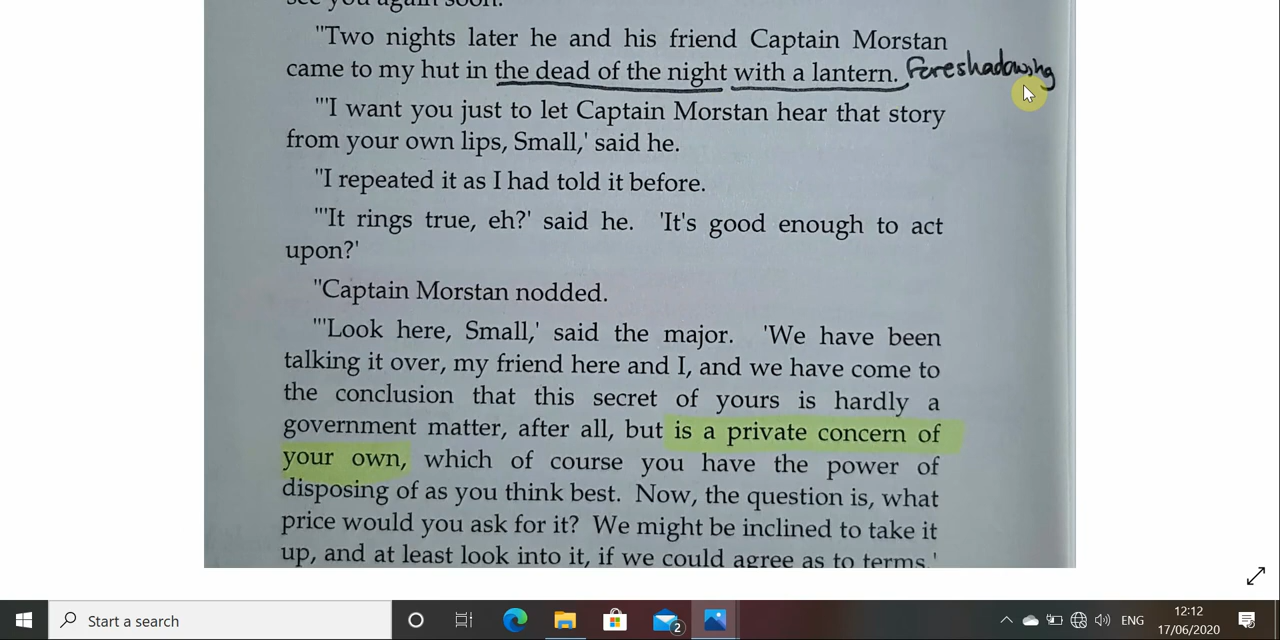 see you again soon.
"Two nights later he and his friend Captain Morstan
came to my hut in the dead of the night with a lantern. Foreshadowing
"'I want you just to let Captain Morstan hear that story
from your own lips, Small,' said he.
"I repeated it as I had told it before.
"'It rings true, eh?' said he. 'It's good enough to act
upon?'
"Captain Morstan nodded.
"'Look here, Small,' said the major. 'We have been
talking it over, my friend here and I, and we have come to
the conclusion that this secret of yours is hardly a
government matter, after all, but is a private concern of
your own, which of course you have the power of
disposing of as you think best. Now, the question is, what
price would you ask for it? We might be inclined to take it
up, and at least look into it, if we could agree as to terms.'
Start a search
2
ENG
12:12
17/06/2020